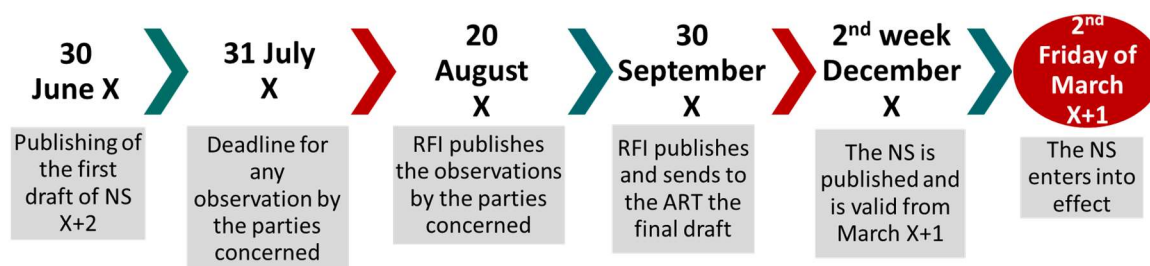 30
June X
Publishing of
the first
draft of NS
X+2
31 July
X
Deadline for
any
observation by
the parties
concerned
20
August
X
RFI publishes
the observations
by the parties
concerned
30
September
X
RFI publishes
and sends to
the ART the
final draft
2nd week
December
X
The NS is
published and
is valid from
March X+1
2nd
Friday of
March
X+1
The NS
enters into
effect